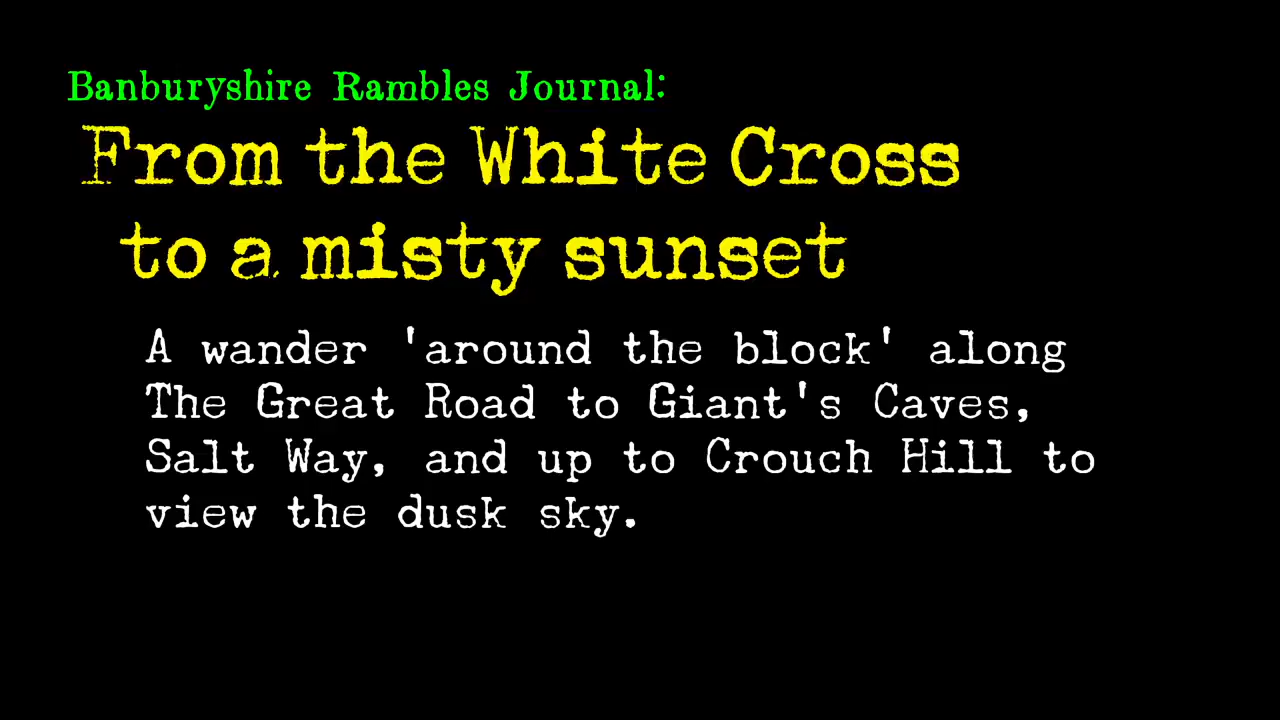 Banburyshire Rambles Journal:
From the White Cross
to a misty sunset
A wander 'around the block' along
The Great Road to Giant's Caves,
Salt Way, and up to Crouch Hill to
view the dusk sky.